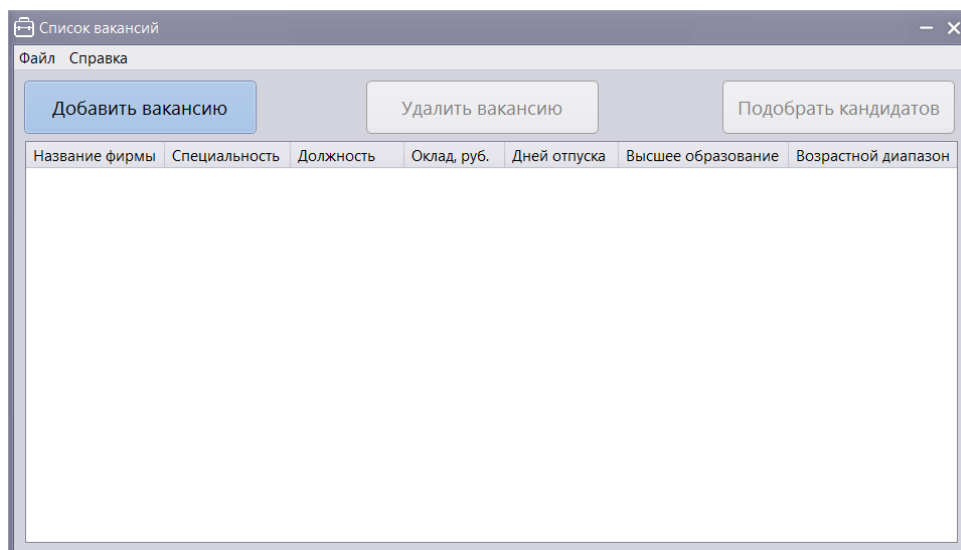 Список вакансий
Файл Справка
Добавить вакансию Удалить вакансию Подобрать кандидатов
Название фирмы Специальность Должность Оклад, руб. Дней отпуска Высшее образование Возрастной диапазон